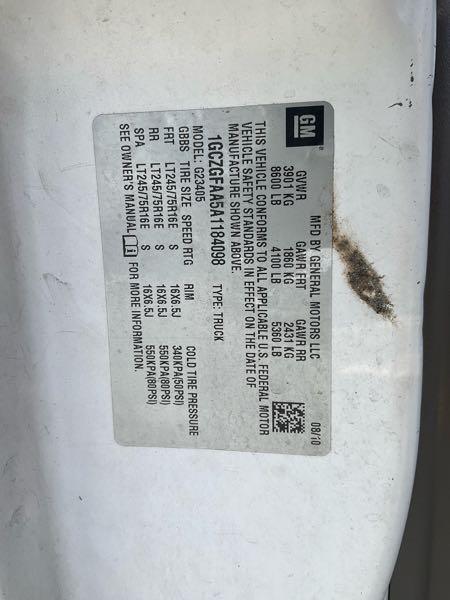 GM
MFD BY GENERAL MOTORS LLC 08/10
GVWR GAWR FRT GAWR RR
3901 KG 1860 KG 2431 KG
8600 LB 4100 LB 5360 LB
THIS VEHICLE CONFORMS TO ALL APPLICABLE U.S. FEDERAL MOTOR
VEHICLE SAFETY STANDARDS IN EFFECT ON THE DATE OF
MANUFACTURE SHOWN ABOVE.
1GCZGFAA5A1184098 TYPE: TRUCK
MODEL: G23405
GBBS TIRE SIZE SPEED RTG RIM COLD TIRE PRESSURE
FRT LT245/75R16E S 16X6.5J 340KPA(50PSI)
RR LT245/75R16E S 16X6.5J 550KPA(80PSI)
SPA LT245/75R16E S 16X6.5J 550KPA(80PSI)
SEE OWNER'S MANUAL FOR MORE INFORMATION.